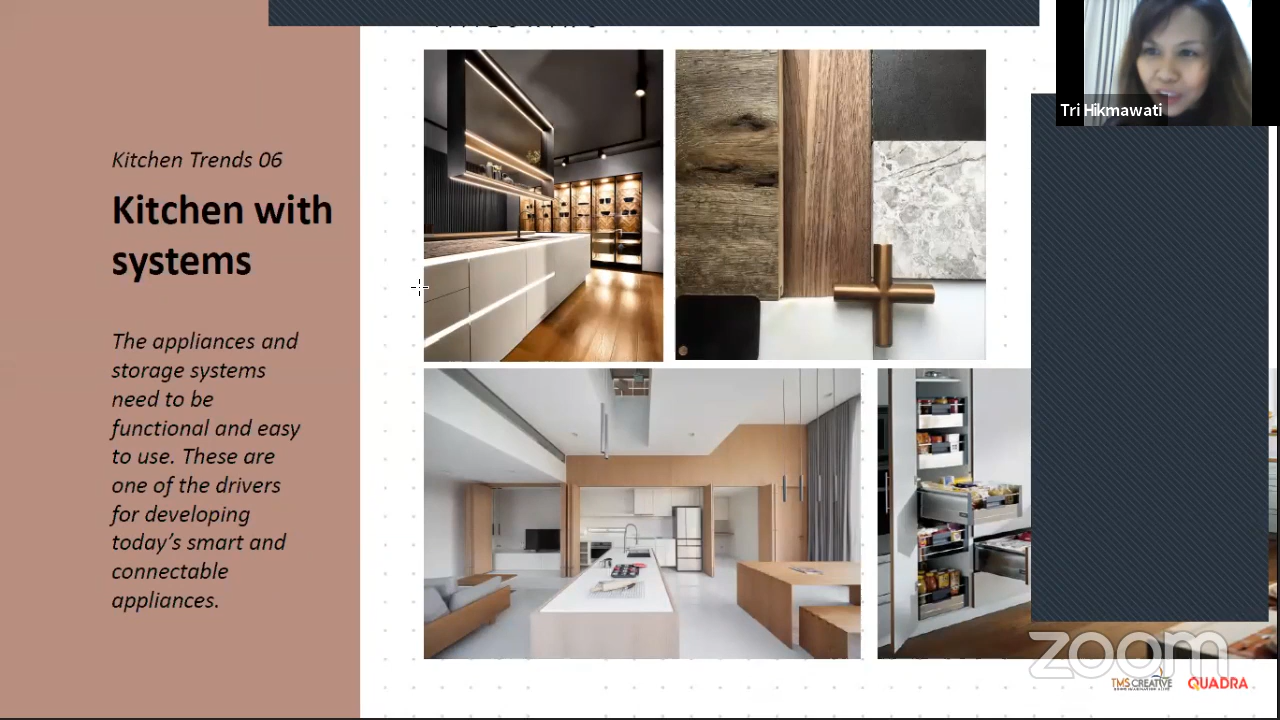 Tri Hikmawati
Kitchen Trends 06
Kitchen with
systems
The appliances and
storage systems
need to be
functional and easy
to use. These are
one of the drivers
for developing
today's smart and
connectable
appliances.
zoom
TMS CREATIVE
QUADRA